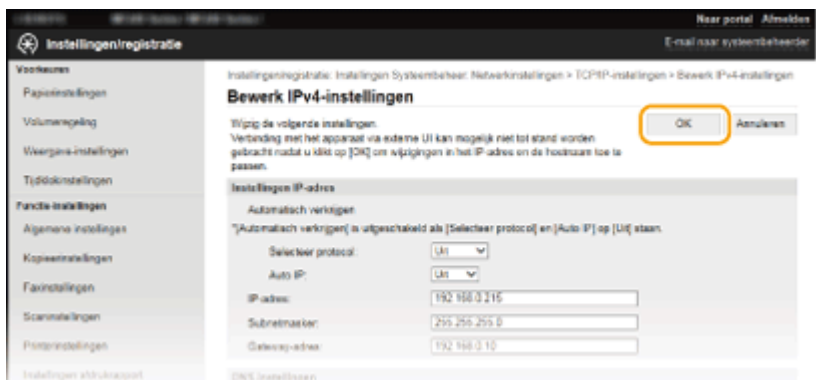 Naar portal Afmelden
Instellingen/registratie
E-mail naar systeembeheerder
Voorkeuren
Papierinstellingen
Volumeregeling
Weergave-instellingen
Tijdklokinstellingen
Functie-instellingen
Algemene instellingen
Kopieerinstellingen
Faxinstellingen
Scaninstellingen
Printerinstellingen
Instellingen afdrukrapport
Instellingen/registratie: Instellingen Systeembeheer: Netwerkinstellingen > TCP/IP-instellingen > Bewerk IPv4-instellingen
Bewerk IPv4-instellingen
Wijzig de volgende instellingen.
Verbinding met het apparaat via externe UI kan mogelijk niet tot stand worden
gebracht nadat u klikt op [OK] om wijzigingen in het IP-adres en de hostnaam toe te
passen.
OK Annuleren
Instellingen IP-adres
Automatisch verkrijgen
*[Automatisch verkrijgen] is uitgeschakeld als [Selecteer protocol] en [Auto IP] op [Uit] staan.
Selecteer protocol: Uit
Auto IP: Uit
IP-adres: 192.168.0.215
Subnetmasker: 255.255.255.0
Gateway-adres: 192.168.0.10
DNS-instellingen